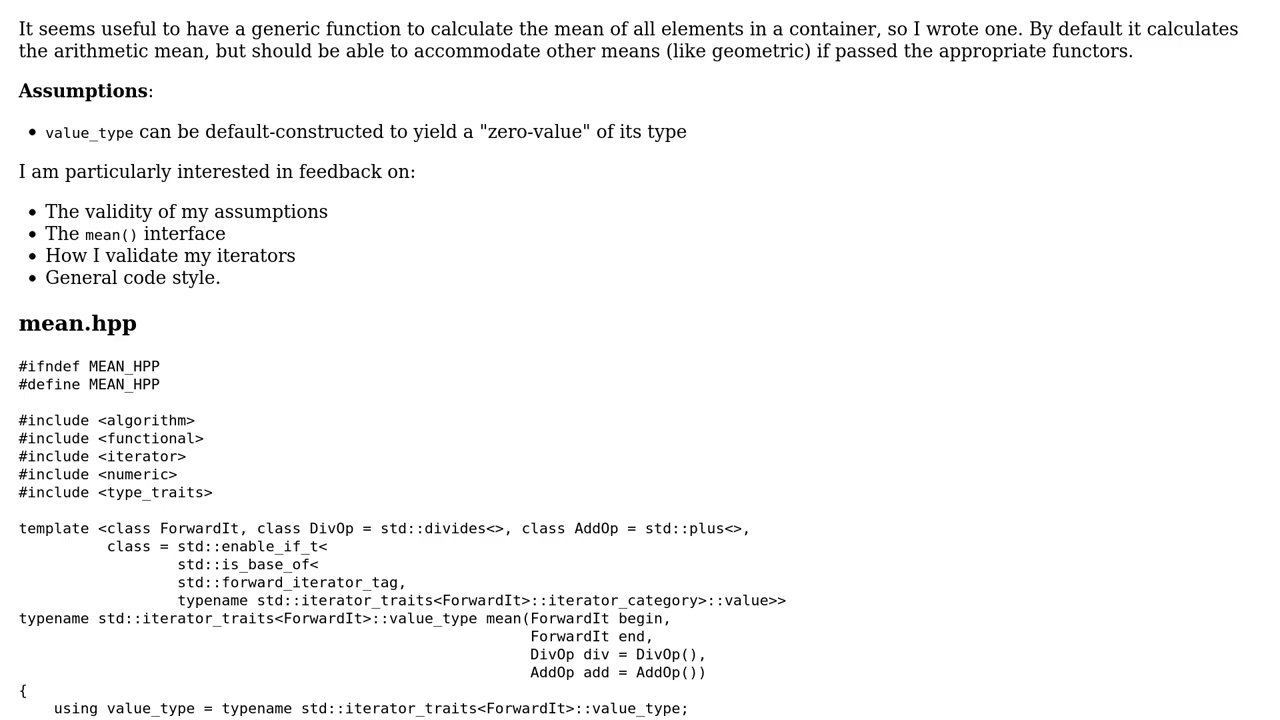 It seems useful to have a generic function to calculate the mean of all elements in a container, so I wrote one. By default it calculates
the arithmetic mean, but should be able to accommodate other means (like geometric) if passed the appropriate functors.
Assumptions:
• value_type can be default-constructed to yield a "zero-value" of its type
I am particularly interested in feedback on:
• The validity of my assumptions
• The mean() interface
• How I validate my iterators
• General code style.
mean.hpp
#ifndef MEAN_HPP
#define MEAN_HPP
#include <algorithm>
#include <functional>
#include <iterator>
#include <numeric>
#include <type_traits>
template <class ForwardIt, class DivOp = std::divides<>, class AddOp = std::plus<>,
          class = std::enable_if_t<
                  std::is_base_of<
                  std::forward_iterator_tag,
                  typename std::iterator_traits<ForwardIt>::iterator_category>::value>>
typename std::iterator_traits<ForwardIt>::value_type mean(ForwardIt begin,
                                                          ForwardIt end,
                                                          DivOp div = DivOp(),
                                                          AddOp add = AddOp())
{
    using value_type = typename std::iterator_traits<ForwardIt>::value_type;